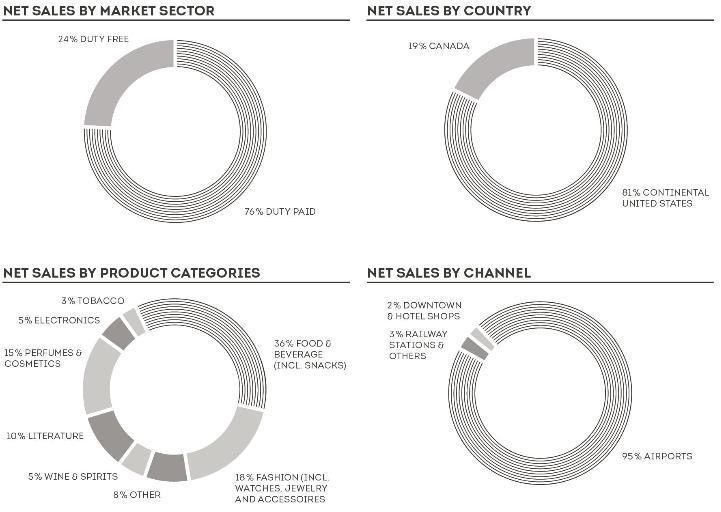 NET SALES BY MARKET SECTOR
24% DUTY FREE
76% DUTY PAID
NET SALES BY COUNTRY
19% CANADA
81% CONTINENTAL
UNITED STATES
NET SALES BY PRODUCT CATEGORIES
3% TOBACCO
5% ELECTRONICS
15% PERFUMES &
COSMETICS
10% LITERATURE
5% WINE & SPIRITS
8% OTHER
18% FASHION (INCL.
WATCHES, JEWELRY
AND ACCESSOIRES
36% FOOD &
BEVERAGE
(INCL. SNACKS)
NET SALES BY CHANNEL
2% DOWNTOWN
& HOTEL SHOPS
3% RAILWAY
STATIONS &
OTHERS
95% AIRPORTS